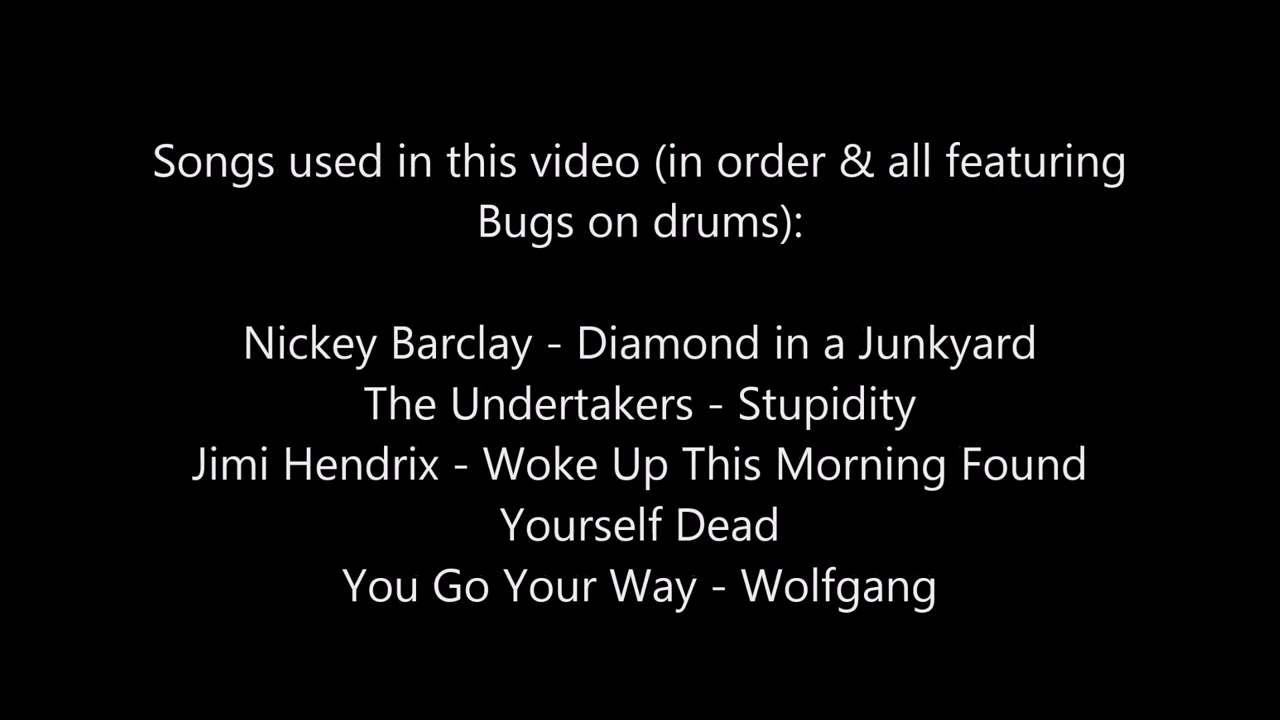 Songs used in this video (in order & all featuring
Bugs on drums):
Nickey Barclay - Diamond in a Junkyard
The Undertakers - Stupidity
Jimi Hendrix - Woke Up This Morning Found
Yourself Dead
You Go Your Way - Wolfgang